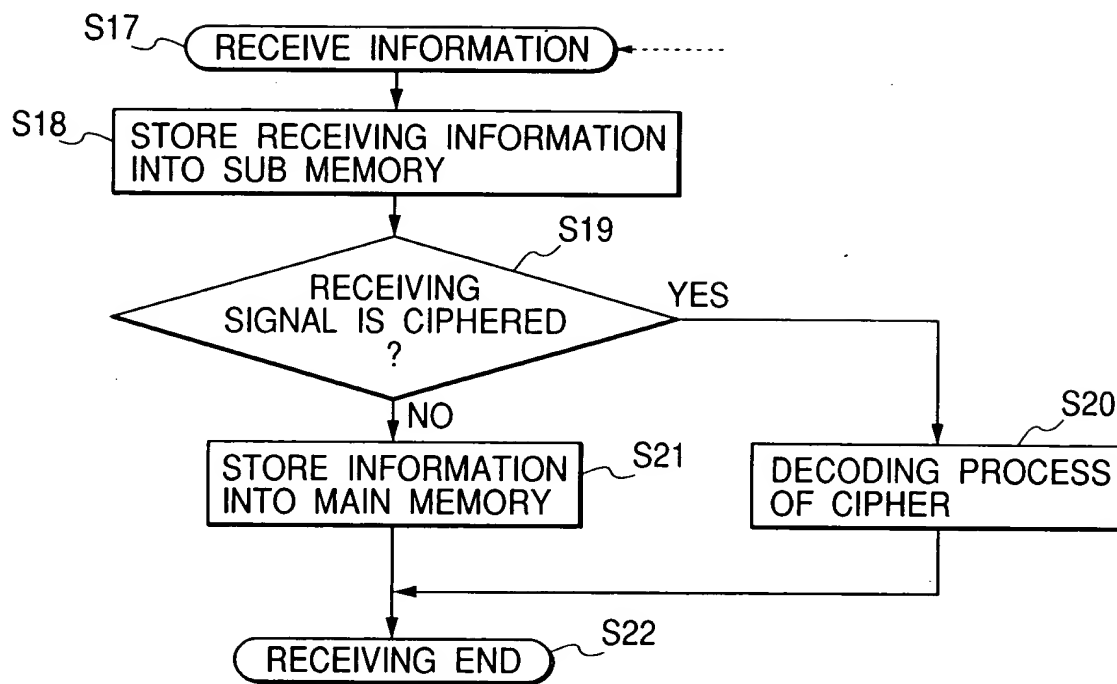 S17
RECEIVE INFORMATION
S18
STORE RECEIVING INFORMATION
INTO SUB MEMORY
S19
RECEIVING
SIGNAL IS CIPHERED
?
YES
NO
S20
S21
STORE INFORMATION
INTO MAIN MEMORY
DECODING PROCESS
OF CIPHER
S22
RECEIVING END